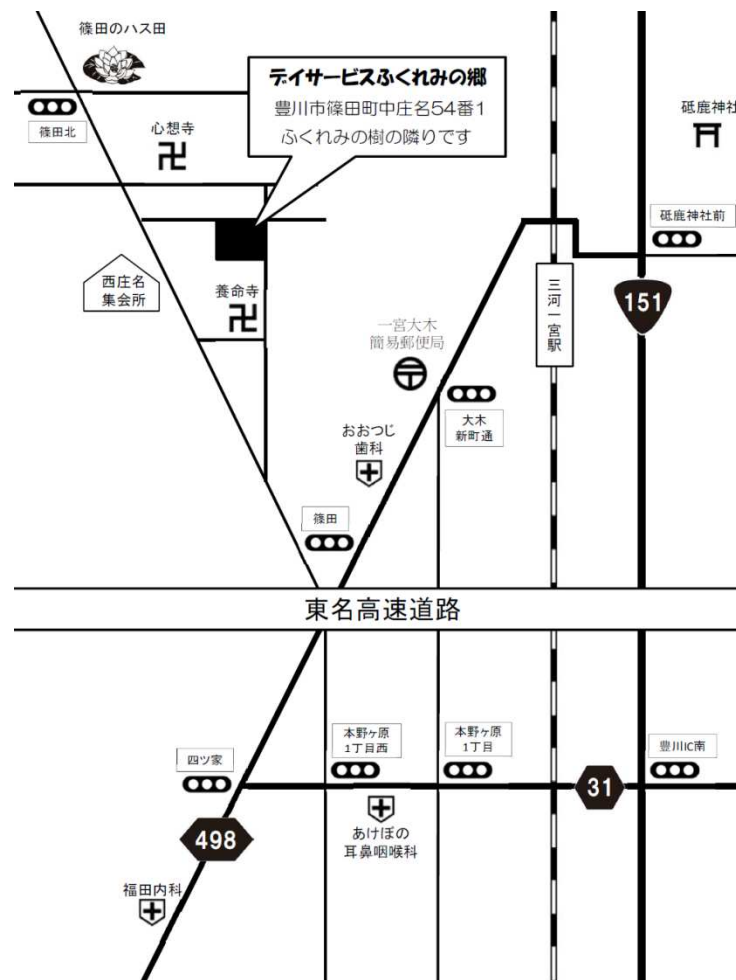 篠田のハス田
デイサービスふくれみの郷
豊川市篠田町中庄名54番1
ふくれみの樹の隣りです
篠田北
心想寺
砥鹿神社
砥鹿神社前
西庄名
集会所
養命寺
三河一宮駅
151
一宮大木
簡易郵便局
大木
新町通
おおつじ
歯科
篠田
東名高速道路
四ツ家
本野ヶ原
1丁目西
本野ヶ原
1丁目
豊川IC南
31
498
あけぼの
耳鼻咽喉科
福田内科